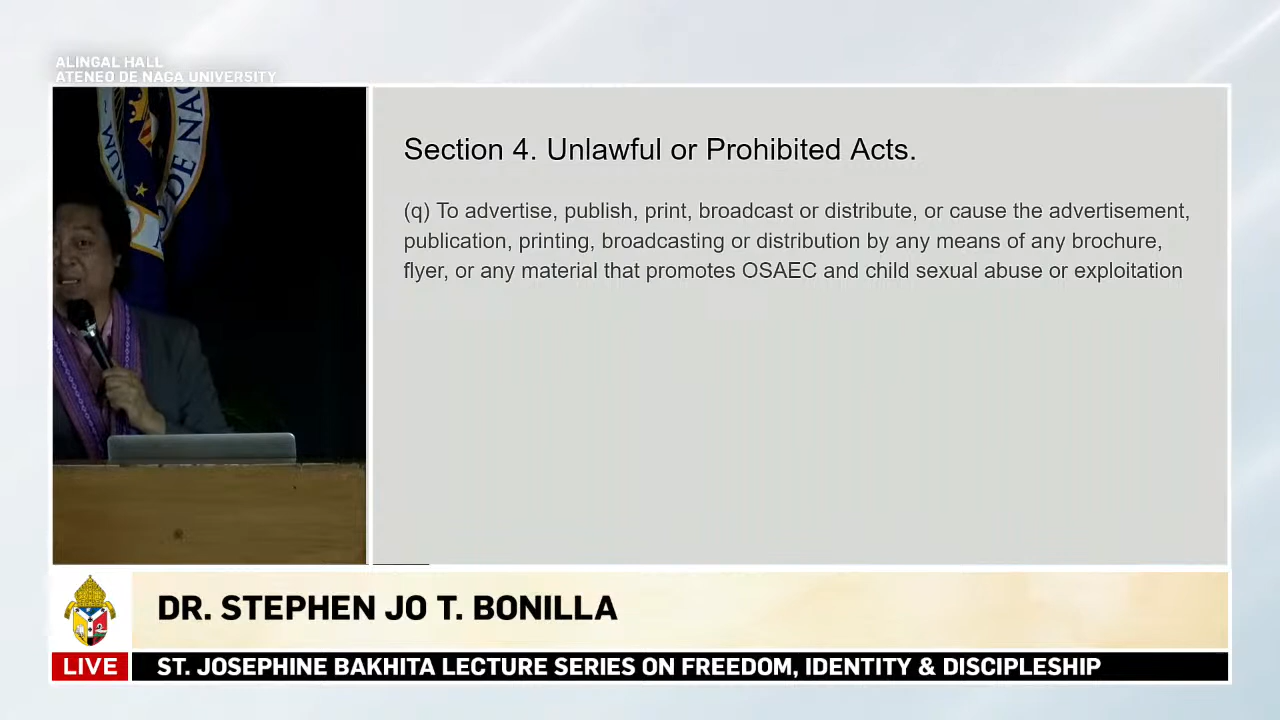 ALINGAL HALL
ATENEO DE NAGA UNIVERSITY
Section 4. Unlawful or Prohibited Acts.
(q) To advertise, publish, print, broadcast or distribute, or cause the advertisement,
publication, printing, broadcasting or distribution by any means of any brochure,
flyer, or any material that promotes OSAEC and child sexual abuse or exploitation
DR. STEPHEN JO T. BONILLA
LIVE
ST. JOSEPHINE BAKHITA LECTURE SERIES ON FREEDOM, IDENTITY & DISCIPLESHIP